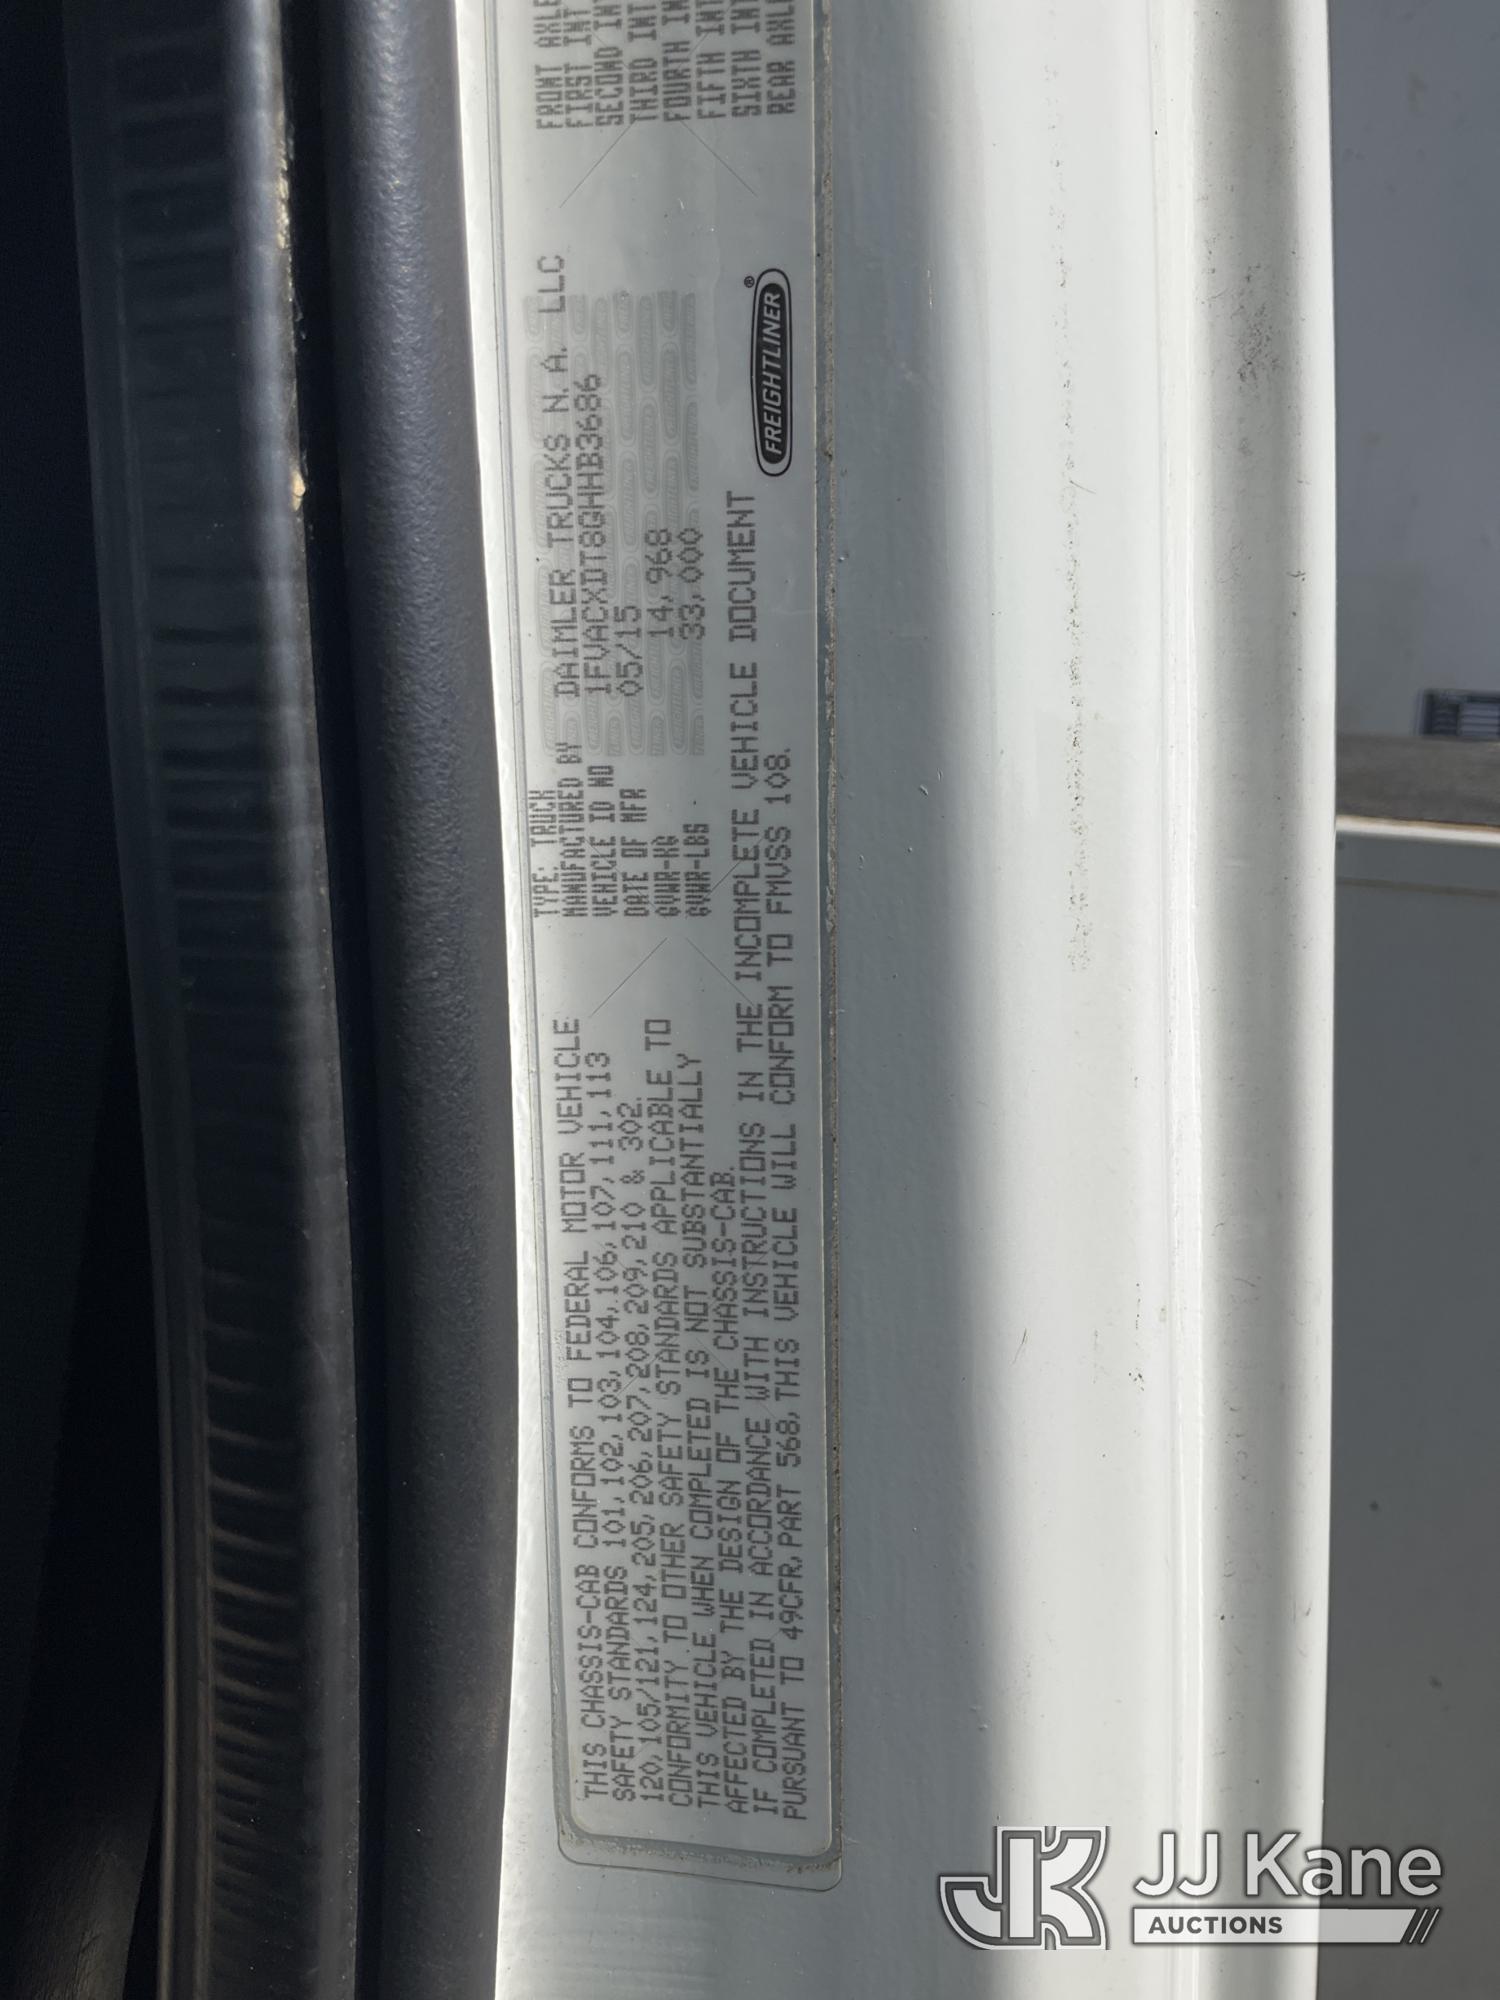 THIS CHASSIS-CAB CONFORMS TO FEDERAL MOTOR VEHICLE
SAFETY STANDARDS 101, 102, 103, 104, 106, 107, 111, 113
120, 105/121, 124, 205, 206, 207, 208, 209, 210 & 302.
CONFORMITY TO OTHER SAFETY STANDARDS APPLICABLE TO
THIS VEHICLE WHEN COMPLETED IS NOT SUBSTANTIALLY
AFFECTED BY THE DESIGN OF THE CHASSIS-CAB.
IF COMPLETED IN ACCORDANCE WITH INSTRUCTIONS IN THE INCOMPLETE VEHICLE DOCUMENT
PURSUANT TO 49CFR, PART 568, THIS VEHICLE WILL CONFORM TO FMVSS 108.
TYPE: TRUCK
MANUFACTURED BY DAIMLER TRUCKS N. A. LLC
VEHICLE ID NO 1FVACXDT8GHHB3686
DATE OF MFR 05/15
GVWR-KG 14,968
GVWR-LBS 33,000
FREIGHTLINER®
FRONT AXLE
FIRST INT
SECOND INT
THIRD INT
FOURTH INT
FIFTH INT
SIXTH INT
REAR AXLE
JJ Kane
AUCTIONS